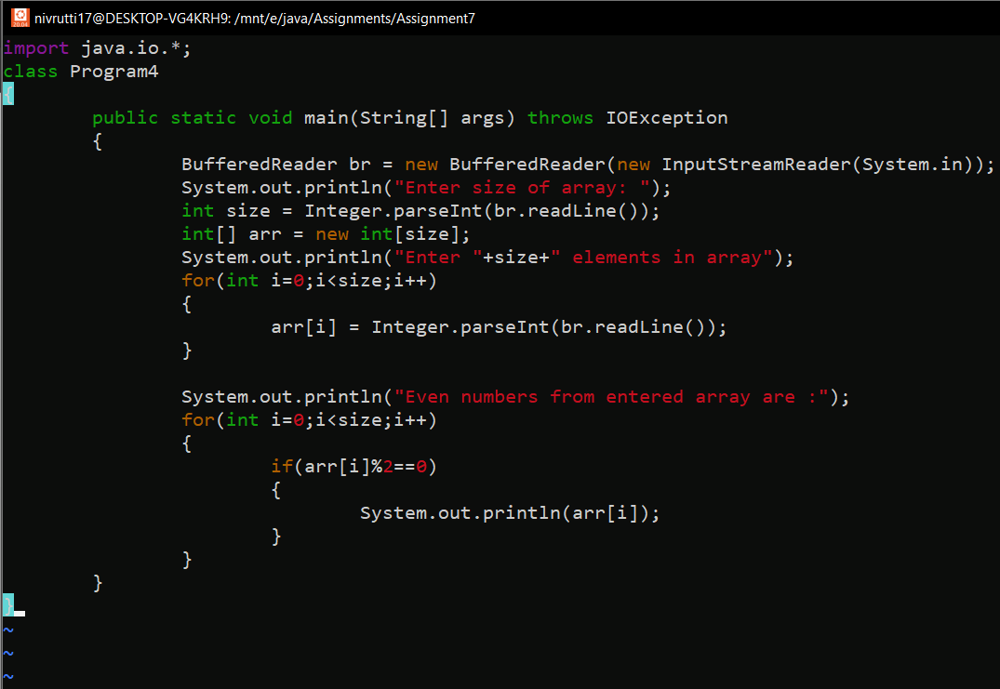 20.04 nivrutti17@DESKTOP-VG4KRH9: /mnt/e/java/Assignments/Assignment7
import java.io.*;
class Program4
{
        public static void main(String[] args) throws IOException
        {
                BufferedReader br = new BufferedReader(new InputStreamReader(System.in));
                System.out.println("Enter size of array: ");
                int size = Integer.parseInt(br.readLine());
                int[] arr = new int[size];
                System.out.println("Enter "+size+" elements in array");
                for(int i=0;i<size;i++)
                {
                        arr[i] = Integer.parseInt(br.readLine());
                }

                System.out.println("Even numbers from entered array are :");
                for(int i=0;i<size;i++)
                {
                        if(arr[i]%2==0)
                        {
                                System.out.println(arr[i]);
                        }
                }
        }
}
~
~
~